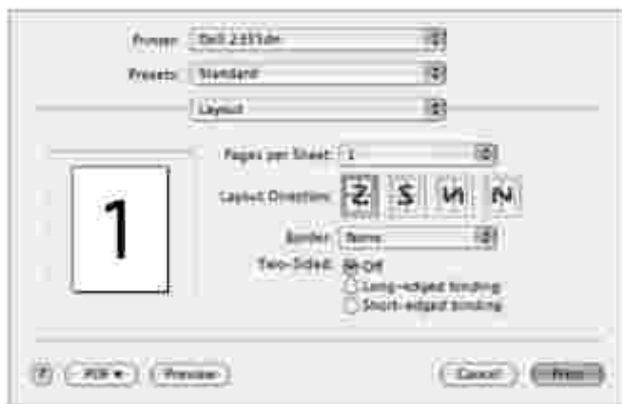 Printer: Dell 2335dn
Presets: Standard
Layout
Pages per Sheet: 1
1
Layout Direction:
Border: None
Two-Sided: Off
Long-edged binding
Short-edged binding
?
PDF ▾
Preview
Cancel
Print